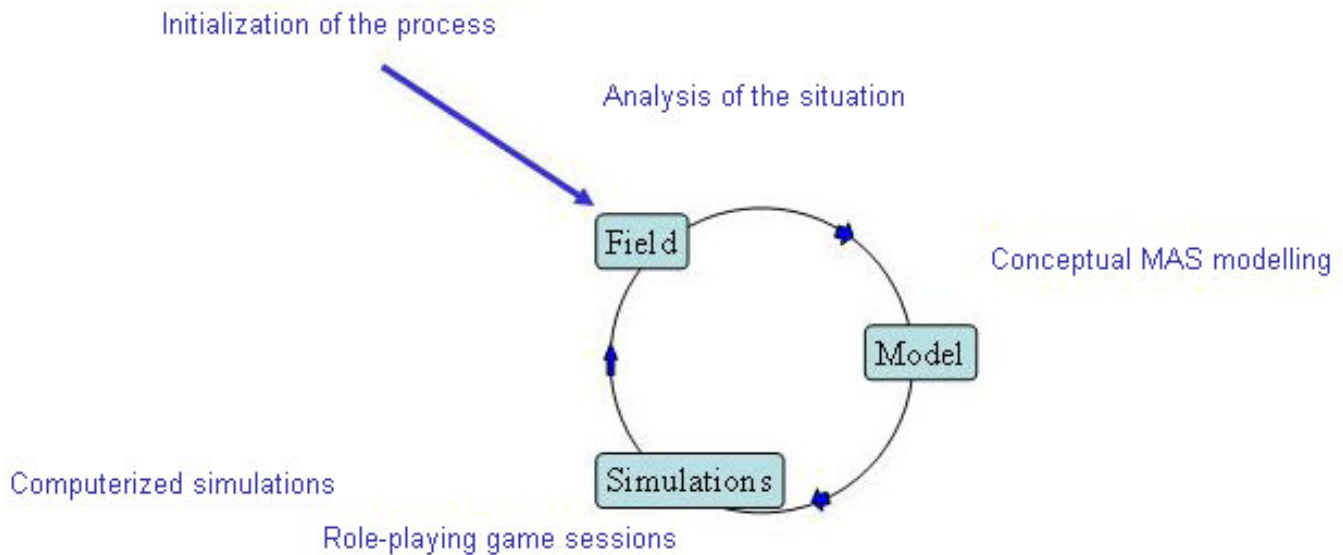 Initialization of the process
Analysis of the situation
Field
Conceptual MAS modelling
Model
Simulations
Computerized simulations
Role-playing game sessions